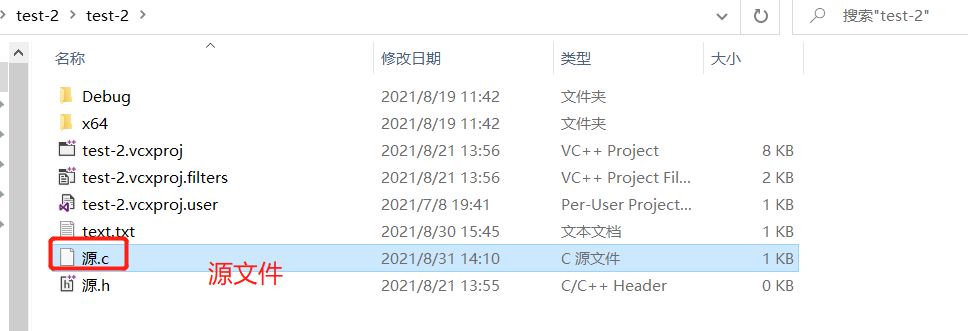 test-2 > test-2 >
搜索"test-2"
名称 修改日期 类型 大小
Debug 2021/8/19 11:42 文件夹
x64 2021/8/19 11:42 文件夹
test-2.vcxproj 2021/8/21 13:56 VC++ Project 8 KB
test-2.vcxproj.filters 2021/8/21 13:56 VC++ Project Fil... 2 KB
test-2.vcxproj.user 2021/7/8 19:41 Per-User Project... 1 KB
text.txt 2021/8/30 15:45 文本文档 1 KB
源.c 2021/8/31 14:10 C 源文件 1 KB
源文件
源.h 2021/8/21 13:55 C/C++ Header 0 KB